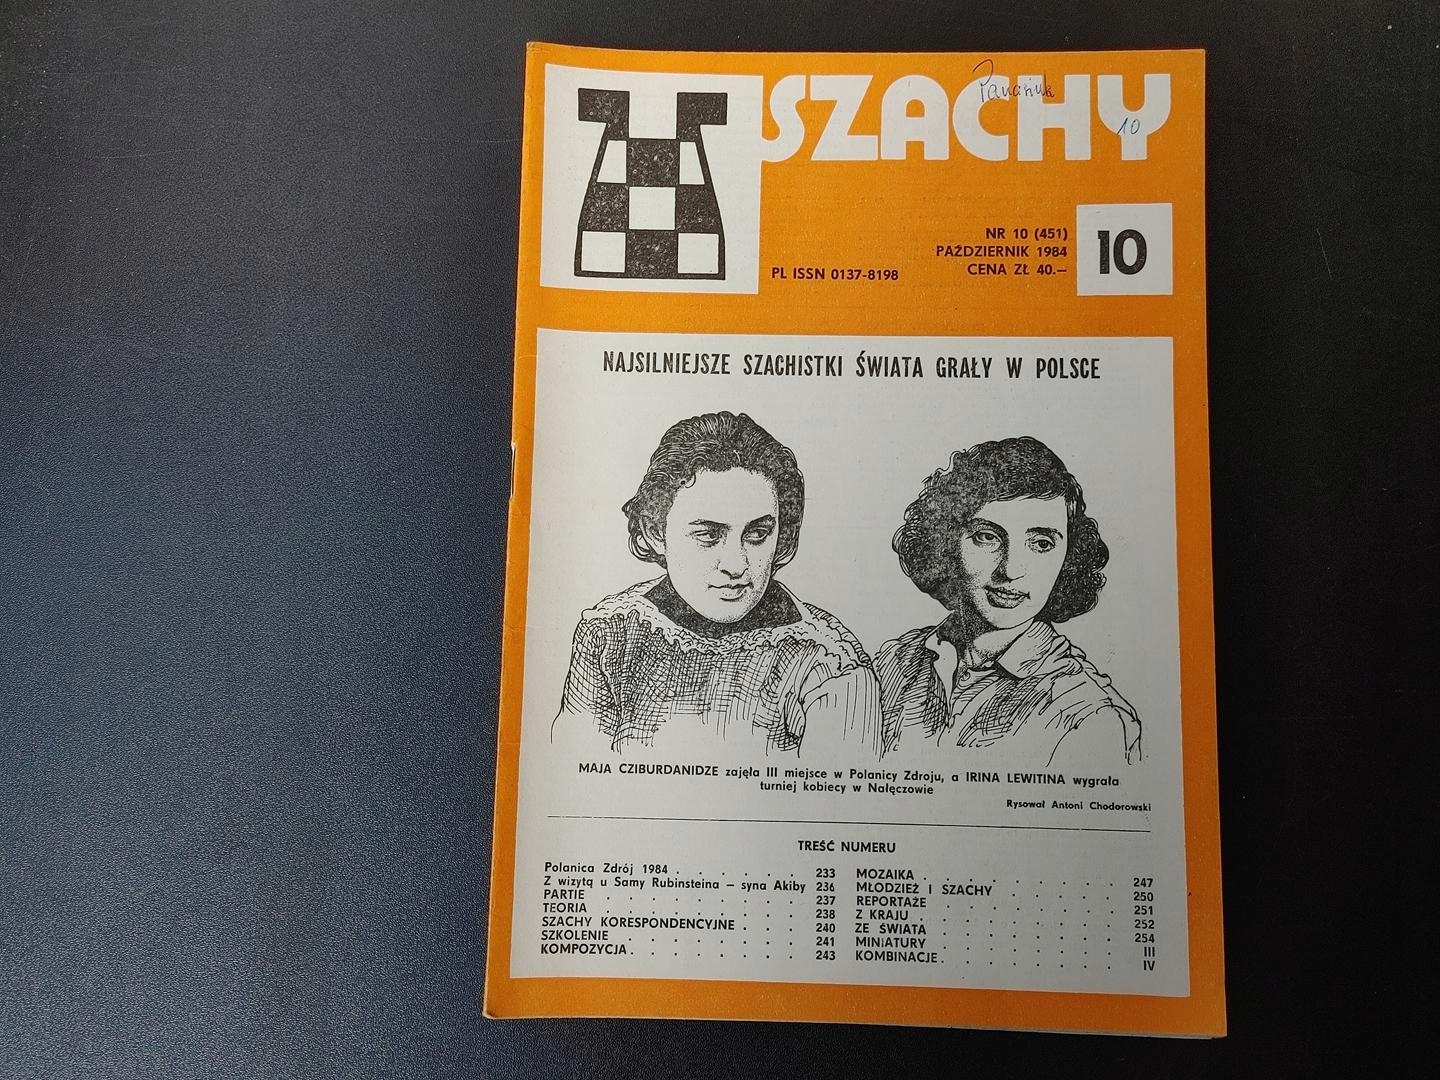 SZACHY
Panasiuk
10
NR 10 (451)
PAŹDZIERNIK 1984
CENA ZŁ 40.—
PL ISSN 0137-8198
10
NAJSILNIEJSZE SZACHISTKI ŚWIATA GRAŁY W POLSCE
MAJA CZIBURDANIDZE zajęła III miejsce w Polanicy Zdroju, a IRINA LEWITINA wygrała
turniej kobiecy w Nałęczowie
Rysował Antoni Chodorowski
TREŚĆ NUMERU
Polanica Zdrój 1984 . . . . . . 233
Z wizytą u Samy Rubinsteina — syna Akiby 236
PARTIE . . . . . . . . . 237
TEORIA . . . . . . . . . 238
SZACHY KORESPONDENCYJNE . . . 240
SZKOLENIE . . . . . . . . 241
KOMPOZYCJA . . . . . . . . 243
MOZAIKA . . . . . . . . . 247
MŁODZIEŻ I SZACHY . . . . . 250
REPORTAŻE . . . . . . . . 251
Z KRAJU . . . . . . . . . 252
ZE ŚWIATA . . . . . . . . 254
MINIATURY . . . . . . . . III
KOMBINACJE . . . . . . . . IV